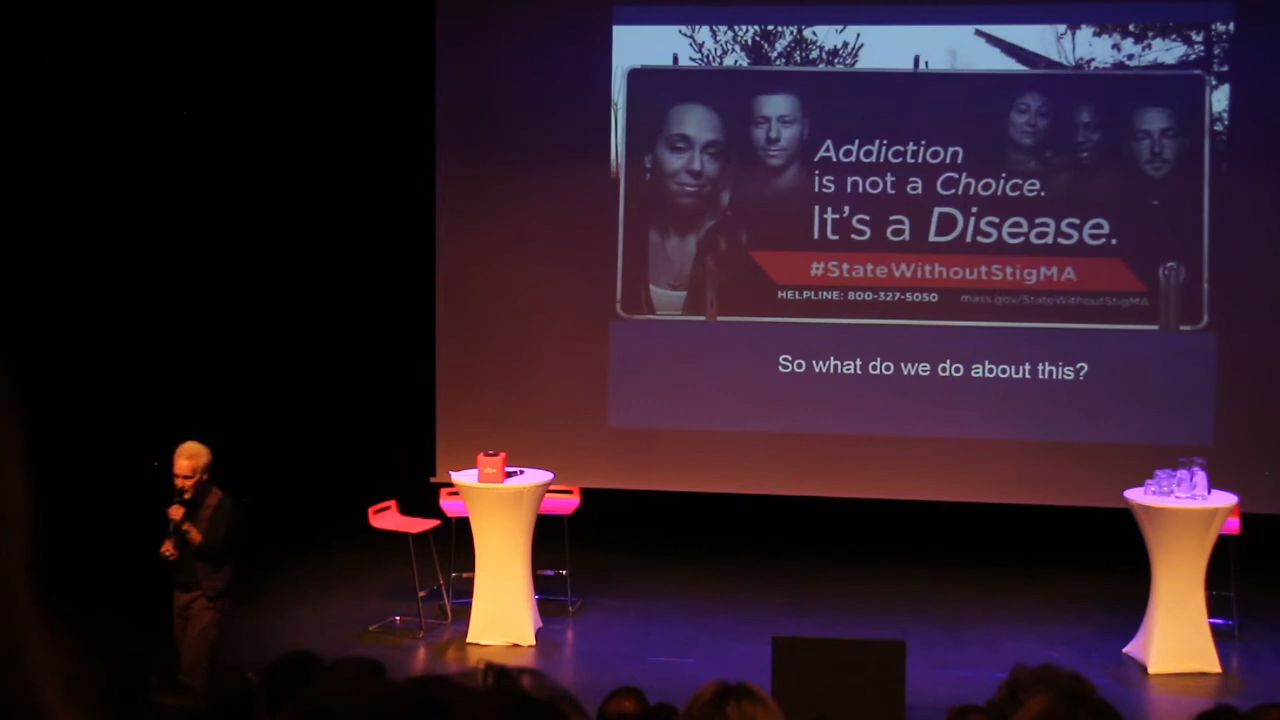 Addiction
is not a Choice.
It's a Disease.
#StateWithoutStigMA
HELPLINE: 800-327-5050 mass.gov/StateWithoutStigMA
So what do we do about this?